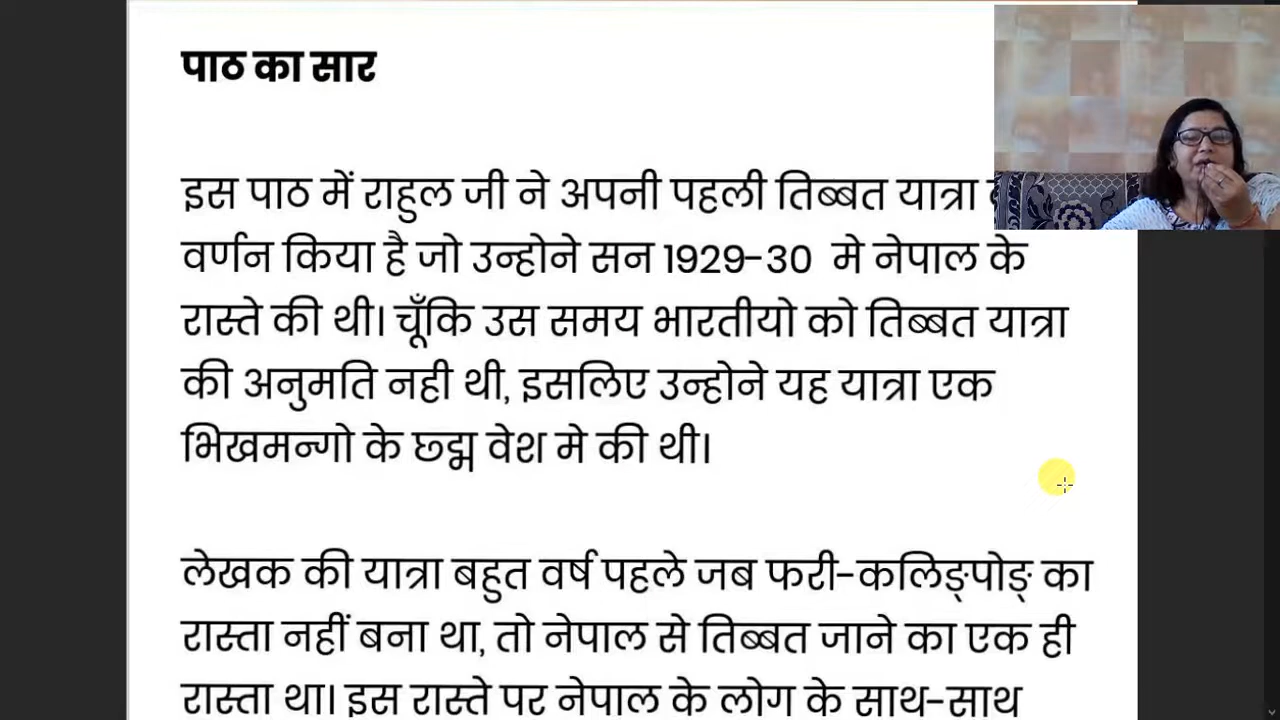 पाठ का सार
इस पाठ में राहुल जी ने अपनी पहली तिब्बत यात्रा
वर्णन किया है जो उन्होने सन 1929-30 मे नेपाल के
रास्ते की थी। चूँकि उस समय भारतीयो को तिब्बत यात्रा
की अनुमति नही थी, इसलिए उन्होने यह यात्रा एक
भिखमन्गो के छद्म वेश मे की थी।
लेखक की यात्रा बहुत वर्ष पहले जब फरी-कलिङ्पोङ् का
रास्ता नहीं बना था, तो नेपाल से तिब्बत जाने का एक ही
रास्ता था। इस रास्ते पर नेपाल के लोग के साथ-साथ